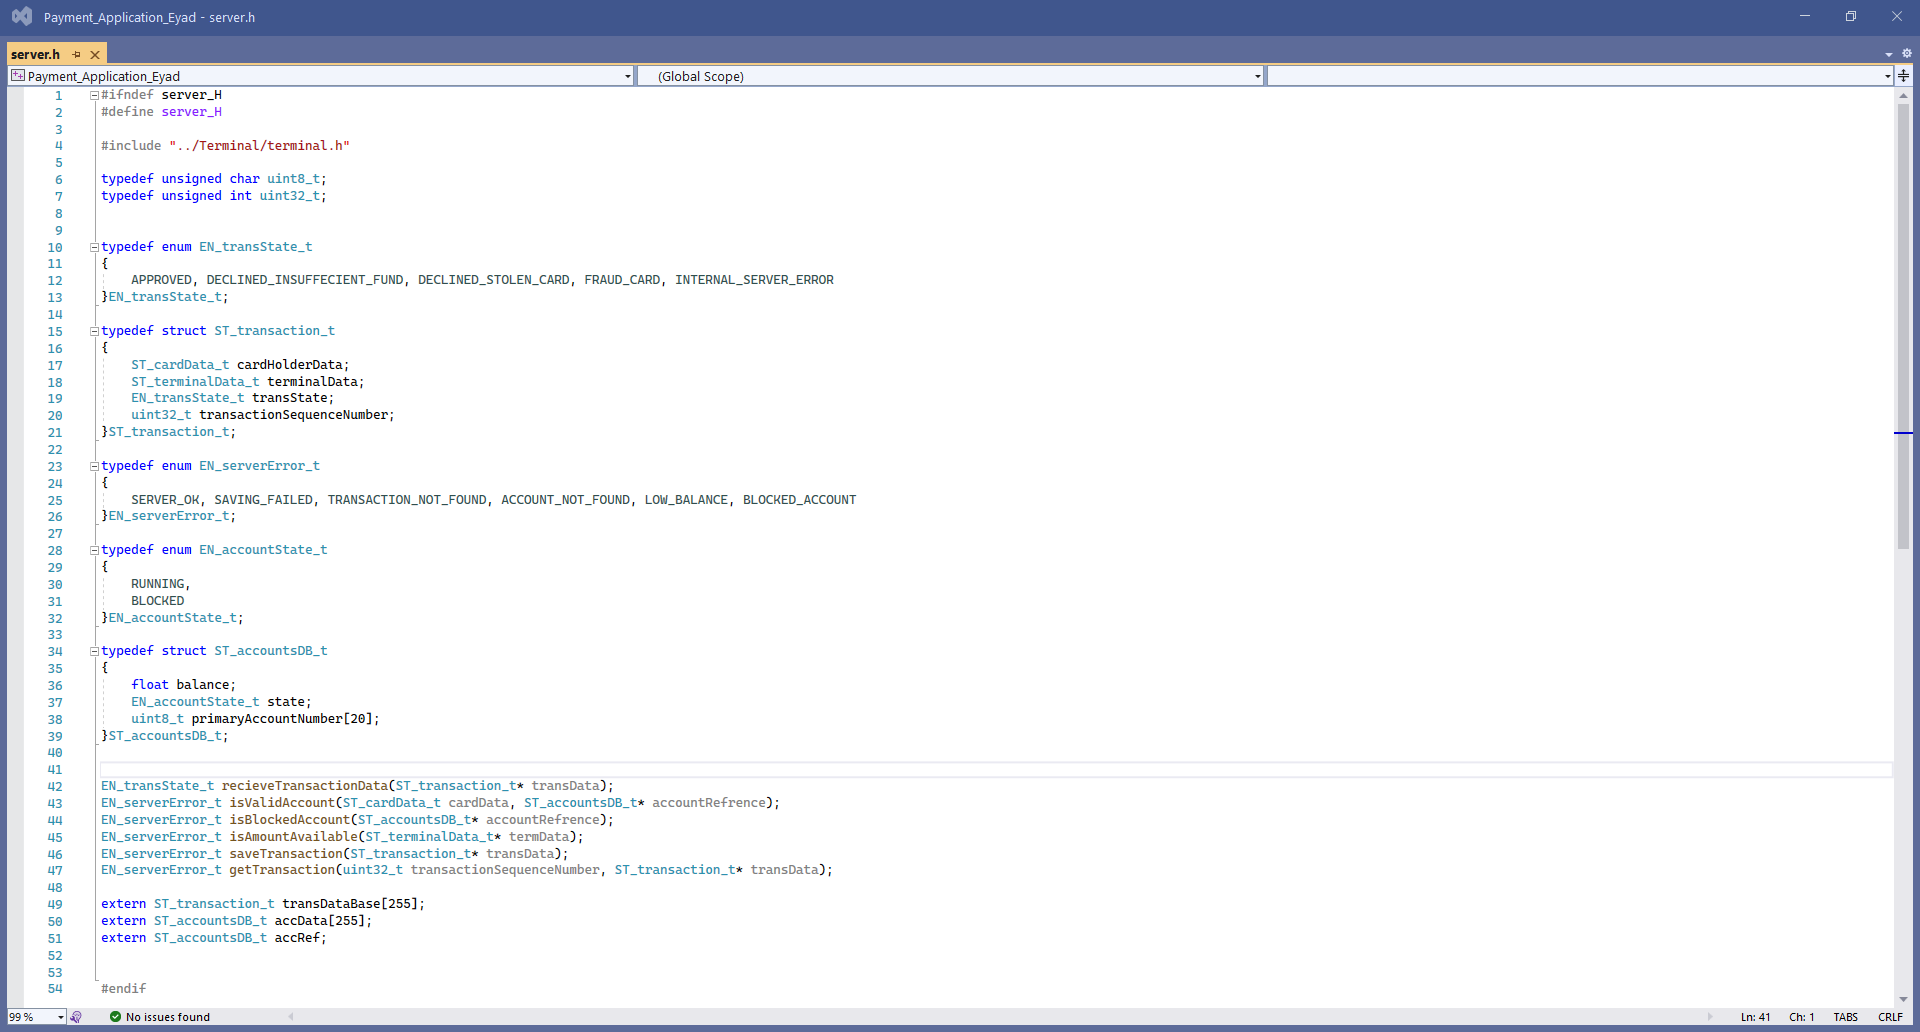 Payment_Application_Eyad - server.h
server.h
Payment_Application_Eyad (Global Scope)
1 #ifndef server_H
2 #define server_H
3
4 #include "../Terminal/terminal.h"
5
6 typedef unsigned char uint8_t;
7 typedef unsigned int uint32_t;
8
9
10 typedef enum EN_transState_t
11 {
12 APPROVED, DECLINED_INSUFFECIENT_FUND, DECLINED_STOLEN_CARD, FRAUD_CARD, INTERNAL_SERVER_ERROR
13 }EN_transState_t;
14
15 typedef struct ST_transaction_t
16 {
17 ST_cardData_t cardHolderData;
18 ST_terminalData_t terminalData;
19 EN_transState_t transState;
20 uint32_t transactionSequenceNumber;
21 }ST_transaction_t;
22
23 typedef enum EN_serverError_t
24 {
25 SERVER_OK, SAVING_FAILED, TRANSACTION_NOT_FOUND, ACCOUNT_NOT_FOUND, LOW_BALANCE, BLOCKED_ACCOUNT
26 }EN_serverError_t;
27
28 typedef enum EN_accountState_t
29 {
30 RUNNING,
31 BLOCKED
32 }EN_accountState_t;
33
34 typedef struct ST_accountsDB_t
35 {
36 float balance;
37 EN_accountState_t state;
38 uint8_t primaryAccountNumber[20];
39 }ST_accountsDB_t;
40
41
42 EN_transState_t recieveTransactionData(ST_transaction_t* transData);
43 EN_serverError_t isValidAccount(ST_cardData_t cardData, ST_accountsDB_t* accountRefrence);
44 EN_serverError_t isBlockedAccount(ST_accountsDB_t* accountRefrence);
45 EN_serverError_t isAmountAvailable(ST_terminalData_t* termData);
46 EN_serverError_t saveTransaction(ST_transaction_t* transData);
47 EN_serverError_t getTransaction(uint32_t transactionSequenceNumber, ST_transaction_t* transData);
48
49 extern ST_transaction_t transDataBase[255];
50 extern ST_accountsDB_t accData[255];
51 extern ST_accountsDB_t accRef;
52
53
54 #endif
99 % No issues found Ln: 41 Ch: 1 TABS CRLF